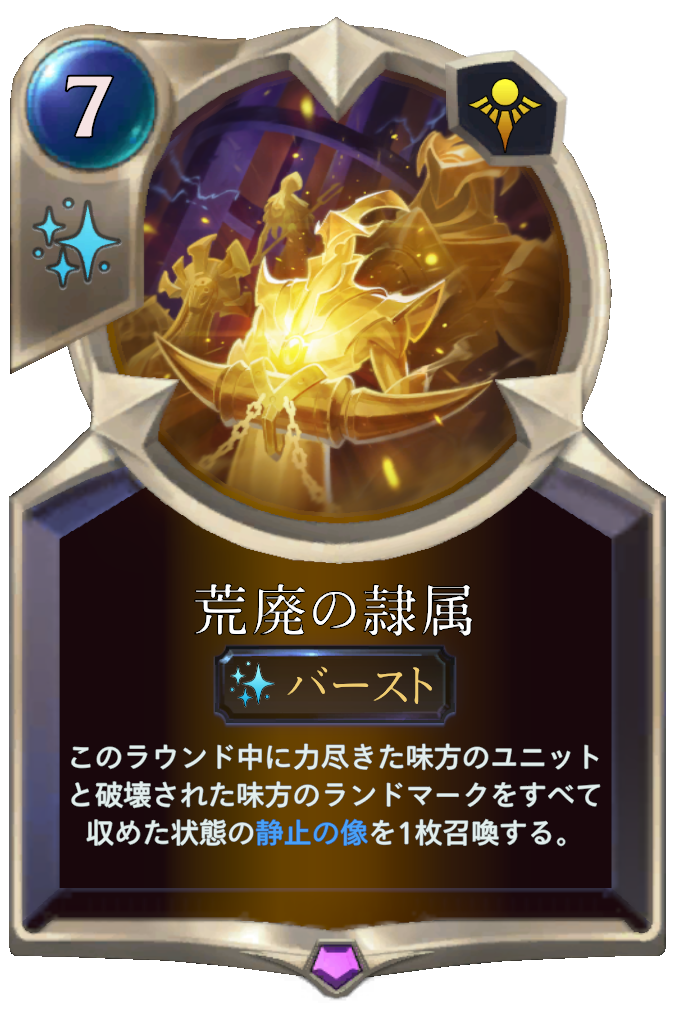 7
荒廃の隷属
バースト
このラウンド中に力尽きた味方のユニット
と破壊された味方のランドマークをすべて
収めた状態の静止の像を1枚召喚する。